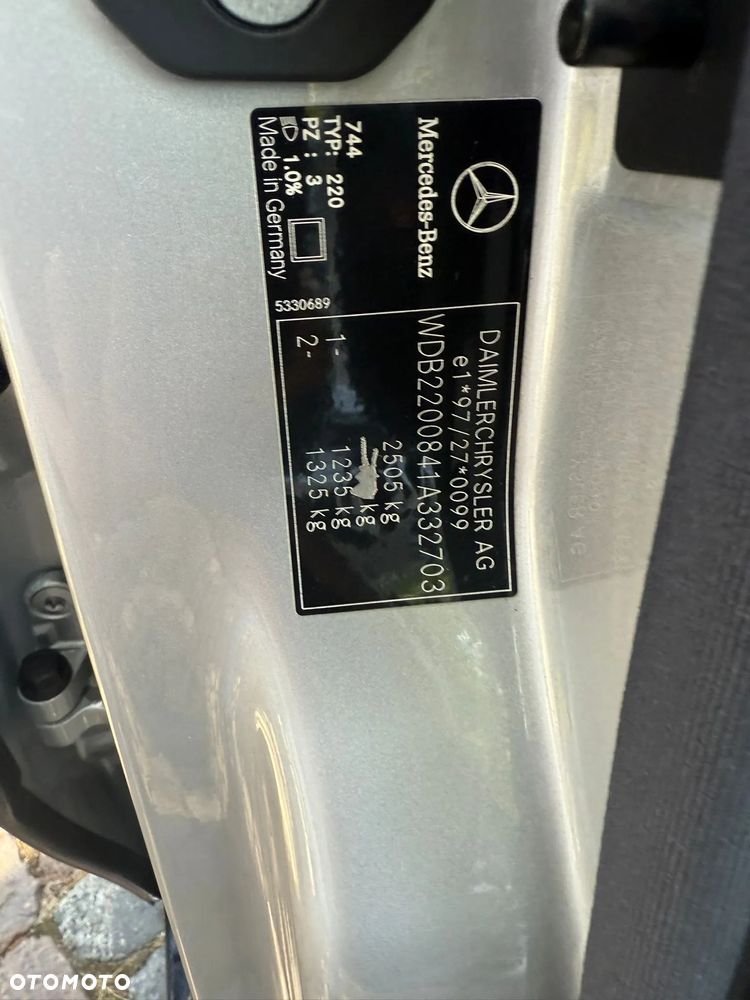 Mercedes-Benz
744
TYP: 220
PZ : 3
1.0%
Made in Germany
5330689
DAIMLERCHRYSLER AG
e1*97/27*0099
WDB2200841A332703
2505 kg
kg
1- 1235 kg
2- 1325 kg
OTOMOTO